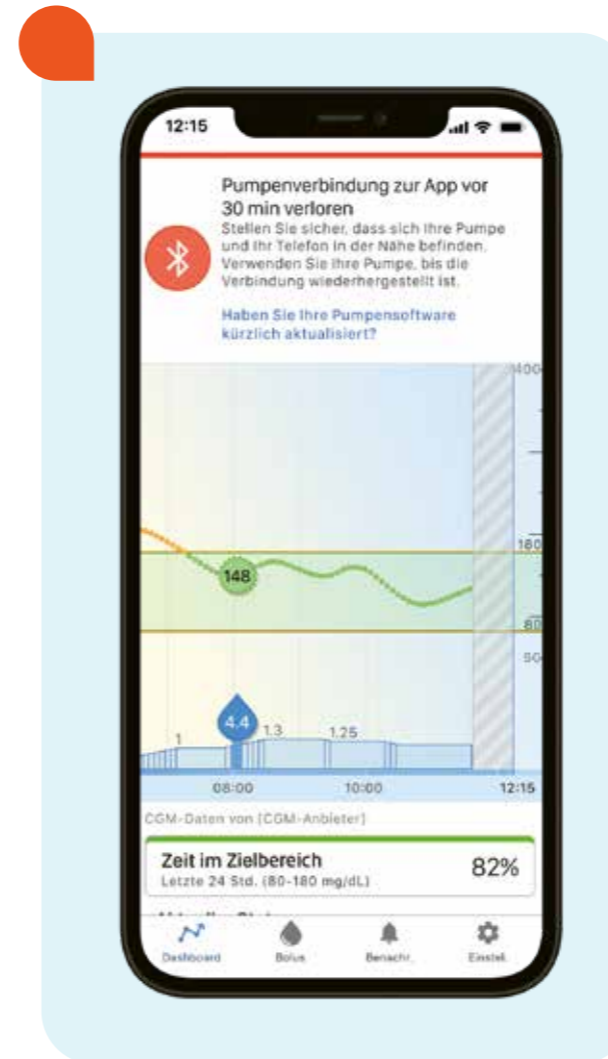 12:15
Pumpenverbindung zur App vor
30 min verloren
Stellen Sie sicher, dass sich Ihre Pumpe
und Ihr Telefon in der Nähe befinden.
Verwenden Sie Ihre Pumpe, bis die
Verbindung wiederhergestellt ist.
Haben Sie Ihre Pumpensoftware
kürzlich aktualisiert?
400
180
148
80
50
4.4
1
1.3
1.25
08:00
10:00
12:15
CGM-Daten von [CGM-Anbieter]
Zeit im Zielbereich
82%
Letzte 24 Std. (80-180 mg/dL)
Dashboard
Bolus
Benachr.
Einstel.